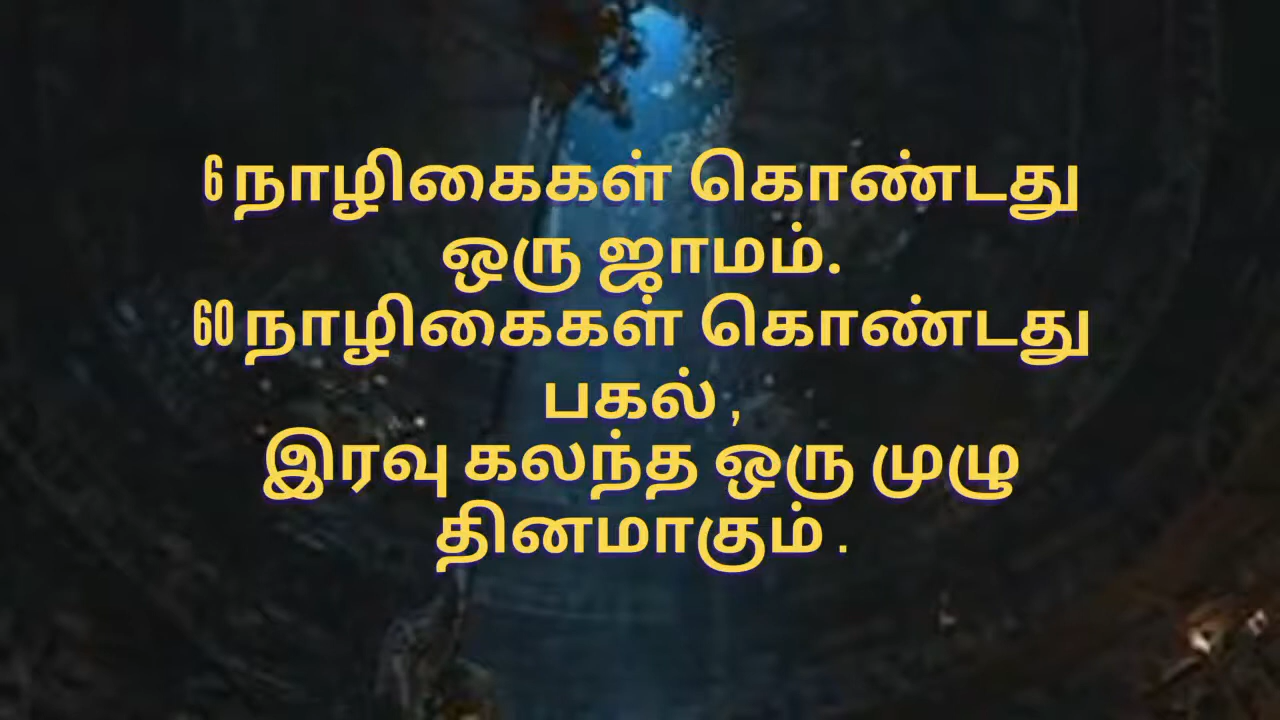 6 நாழிகைகள் கொண்டது
ஒரு ஜாமம்.
60 நாழிகைகள் கொண்டது
பகல் ,
இரவு கலந்த ஒரு முழு
தினமாகும் .